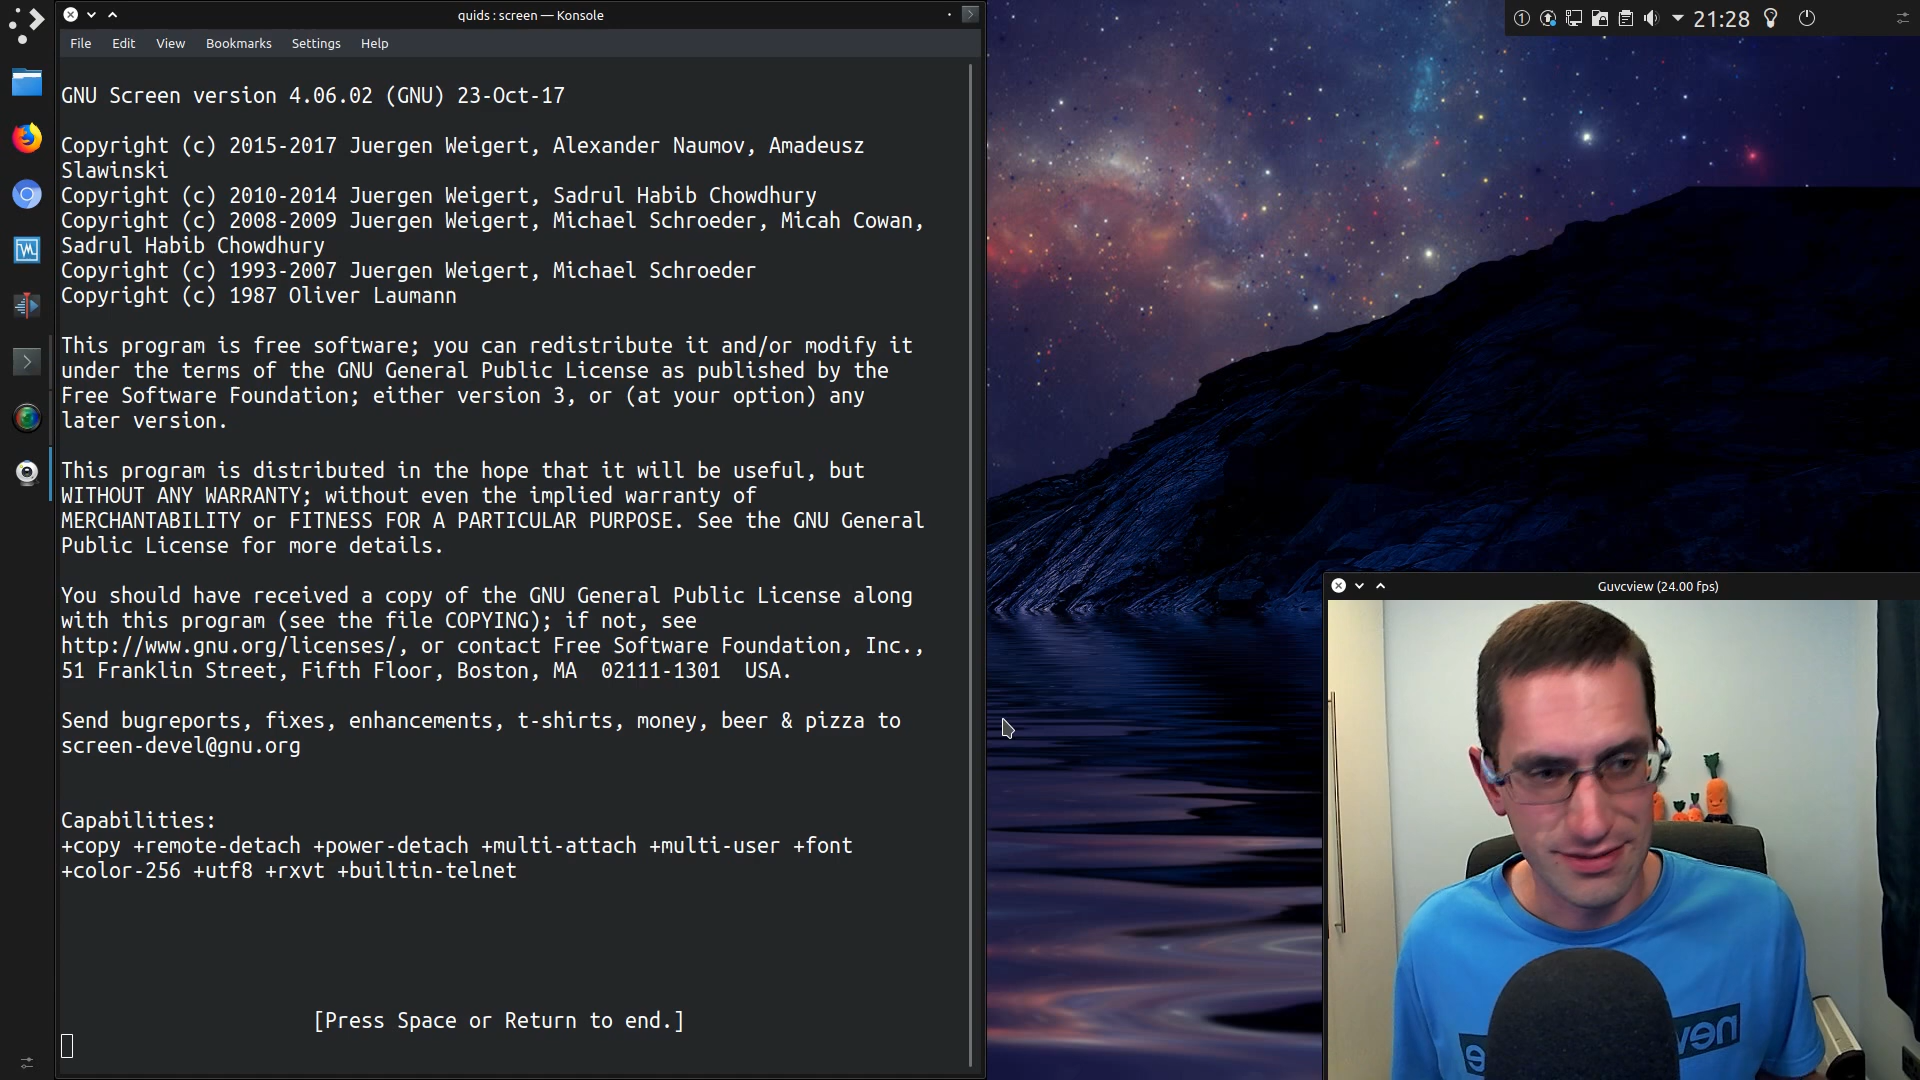 quids : screen — Konsole
File Edit View Bookmarks Settings Help
GNU Screen version 4.06.02 (GNU) 23-Oct-17
Copyright (c) 2015-2017 Juergen Weigert, Alexander Naumov, Amadeusz
Slawinski
Copyright (c) 2010-2014 Juergen Weigert, Sadrul Habib Chowdhury
Copyright (c) 2008-2009 Juergen Weigert, Michael Schroeder, Micah Cowan,
Sadrul Habib Chowdhury
Copyright (c) 1993-2007 Juergen Weigert, Michael Schroeder
Copyright (c) 1987 Oliver Laumann
This program is free software; you can redistribute it and/or modify it
under the terms of the GNU General Public License as published by the
Free Software Foundation; either version 3, or (at your option) any
later version.
This program is distributed in the hope that it will be useful, but
WITHOUT ANY WARRANTY; without even the implied warranty of
MERCHANTABILITY or FITNESS FOR A PARTICULAR PURPOSE. See the GNU General
Public License for more details.
You should have received a copy of the GNU General Public License along
with this program (see the file COPYING); if not, see
http://www.gnu.org/licenses/, or contact Free Software Foundation, Inc.,
51 Franklin Street, Fifth Floor, Boston, MA  02111-1301  USA.
Send bugreports, fixes, enhancements, t-shirts, money, beer & pizza to
screen-devel@gnu.org
Capabilities:
+copy +remote-detach +power-detach +multi-attach +multi-user +font
+color-256 +utf8 +rxvt +builtin-telnet
[Press Space or Return to end.]
1
21:28
Guvcview (24.00 fps)